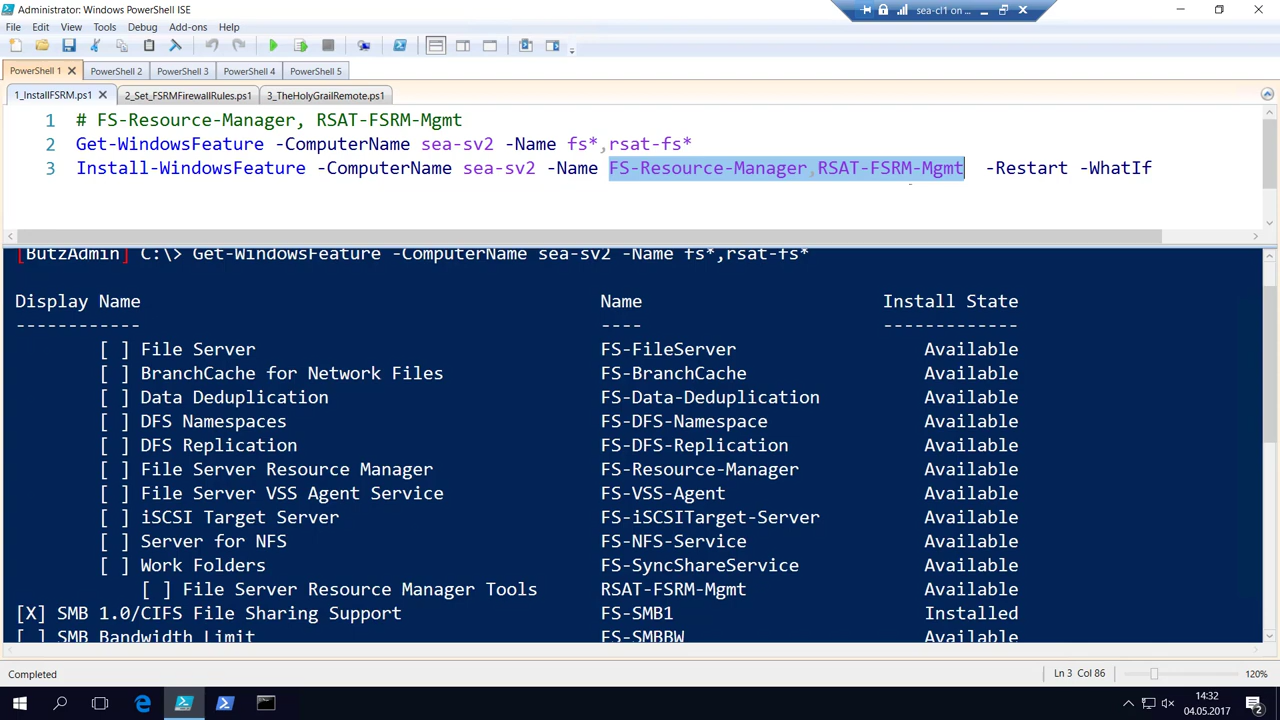 Administrator: Windows PowerShell ISE
sea-cl1 on ...
File Edit View Tools Debug Add-ons Help
PowerShell 1 PowerShell 2 PowerShell 3 PowerShell 4 PowerShell 5
1_InstallFSRM.ps1 2_Set_FSRMFirewallRules.ps1 3_TheHolyGrailRemote.ps1
1 # FS-Resource-Manager, RSAT-FSRM-Mgmt
2 Get-WindowsFeature -ComputerName sea-sv2 -Name fs*,rsat-fs*
3 Install-WindowsFeature -ComputerName sea-sv2 -Name FS-Resource-Manager,RSAT-FSRM-Mgmt -Restart -WhatIf
[ButzAdmin] C:\> Get-WindowsFeature -ComputerName sea-sv2 -Name fs*,rsat-fs*
Display Name Name Install State
------------ ---- -------------
[ ] File Server FS-FileServer Available
[ ] BranchCache for Network Files FS-BranchCache Available
[ ] Data Deduplication FS-Data-Deduplication Available
[ ] DFS Namespaces FS-DFS-Namespace Available
[ ] DFS Replication FS-DFS-Replication Available
[ ] File Server Resource Manager FS-Resource-Manager Available
[ ] File Server VSS Agent Service FS-VSS-Agent Available
[ ] iSCSI Target Server FS-iSCSITarget-Server Available
[ ] Server for NFS FS-NFS-Service Available
[ ] Work Folders FS-SyncShareService Available
[ ] File Server Resource Manager Tools RSAT-FSRM-Mgmt Available
[X] SMB 1.0/CIFS File Sharing Support FS-SMB1 Installed
[ ] SMB Bandwidth Limit FS-SMBBW Available
Completed Ln 3 Col 86 120%
14:32
04.05.2017
2